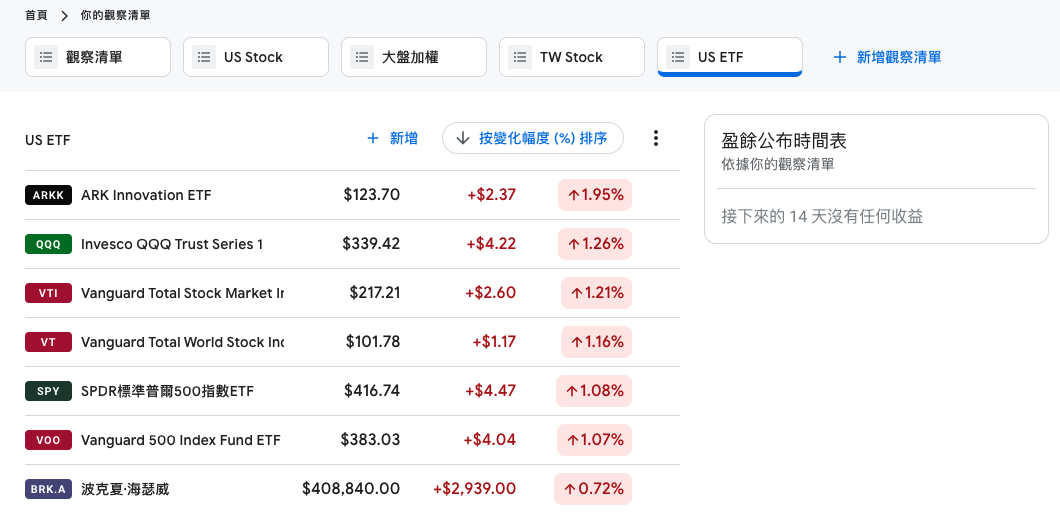 首頁 > 你的觀察清單
觀察清單 US Stock 大盤加權 TW Stock US ETF + 新增觀察清單
US ETF + 新增 ↓ 按變化幅度 (%) 排序
ARKK ARK Innovation ETF $123.70 +$2.37 ↑1.95%
QQQ Invesco QQQ Trust Series 1 $339.42 +$4.22 ↑1.26%
VTI Vanguard Total Stock Market Ir $217.21 +$2.60 ↑1.21%
VT Vanguard Total World Stock Inc $101.78 +$1.17 ↑1.16%
SPY SPDR標準普爾500指數ETF $416.74 +$4.47 ↑1.08%
VOO Vanguard 500 Index Fund ETF $383.03 +$4.04 ↑1.07%
BRK.A 波克夏·海瑟威 $408,840.00 +$2,939.00 ↑0.72%
盈餘公布時間表
依據你的觀察清單
接下來的 14 天沒有任何收益